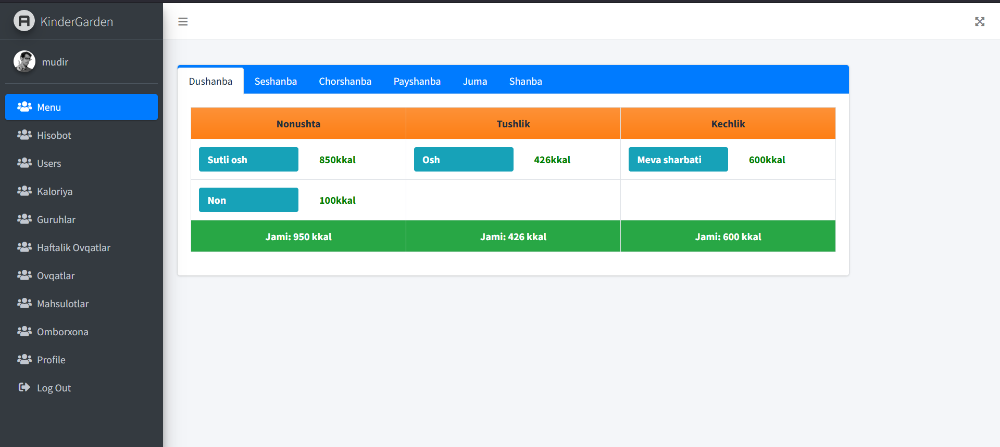 KinderGarden
mudir
Menu
Hisobot
Users
Kaloriya
Guruhlar
Haftalik Ovqatlar
Ovqatlar
Mahsulotlar
Omborxona
Profile
Log Out
Dushanba Seshanba Chorshanba Payshanba Juma Shanba
Nonushta Tushlik Kechlik
Sutli osh 850kkal Osh 426kkal Meva sharbati 600kkal
Non 100kkal
Jami: 950 kkal Jami: 426 kkal Jami: 600 kkal